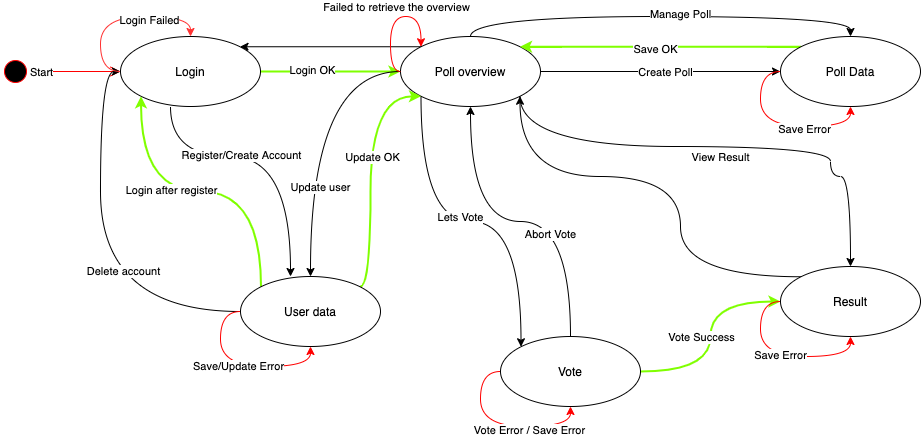 Failed to retrieve the overview
Manage Poll
Login Failed
Save OK
Start
Login
Login OK
Poll overview
Create Poll
Poll Data
Save Error
Register/Create Account
Update OK
View Result
Login after register
Update user
Lets Vote
Abort Vote
Delete account
User data
Result
Vote Success
Save Error
Save/Update Error
Vote
Vote Error / Save Error